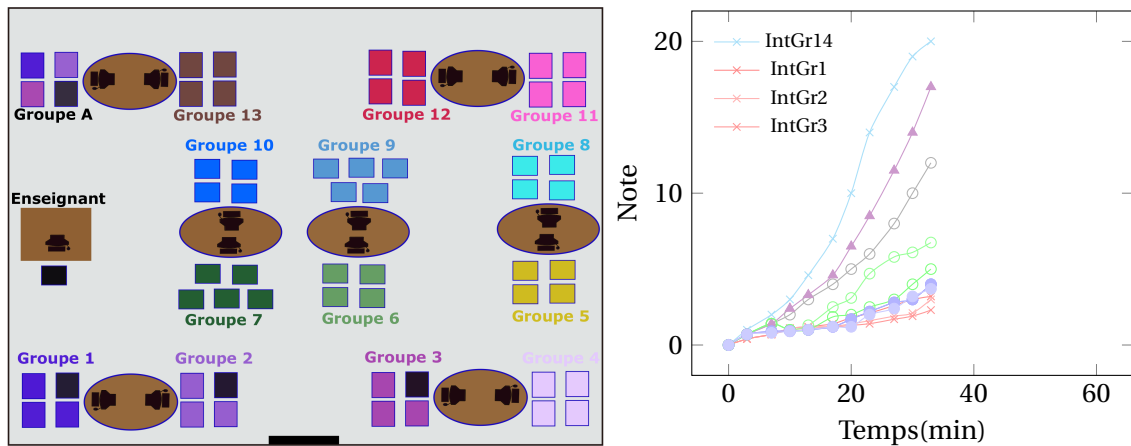 Groupe A
Groupe 13
Groupe 12
Groupe 11
Groupe 10
Groupe 9
Groupe 8
Enseignant
Groupe 7
Groupe 6
Groupe 5
Groupe 1
Groupe 2
Groupe 3
Groupe 4
IntGr14
IntGr1
IntGr2
IntGr3
20
10
0
Note
0
20
40
60
Temps(min)